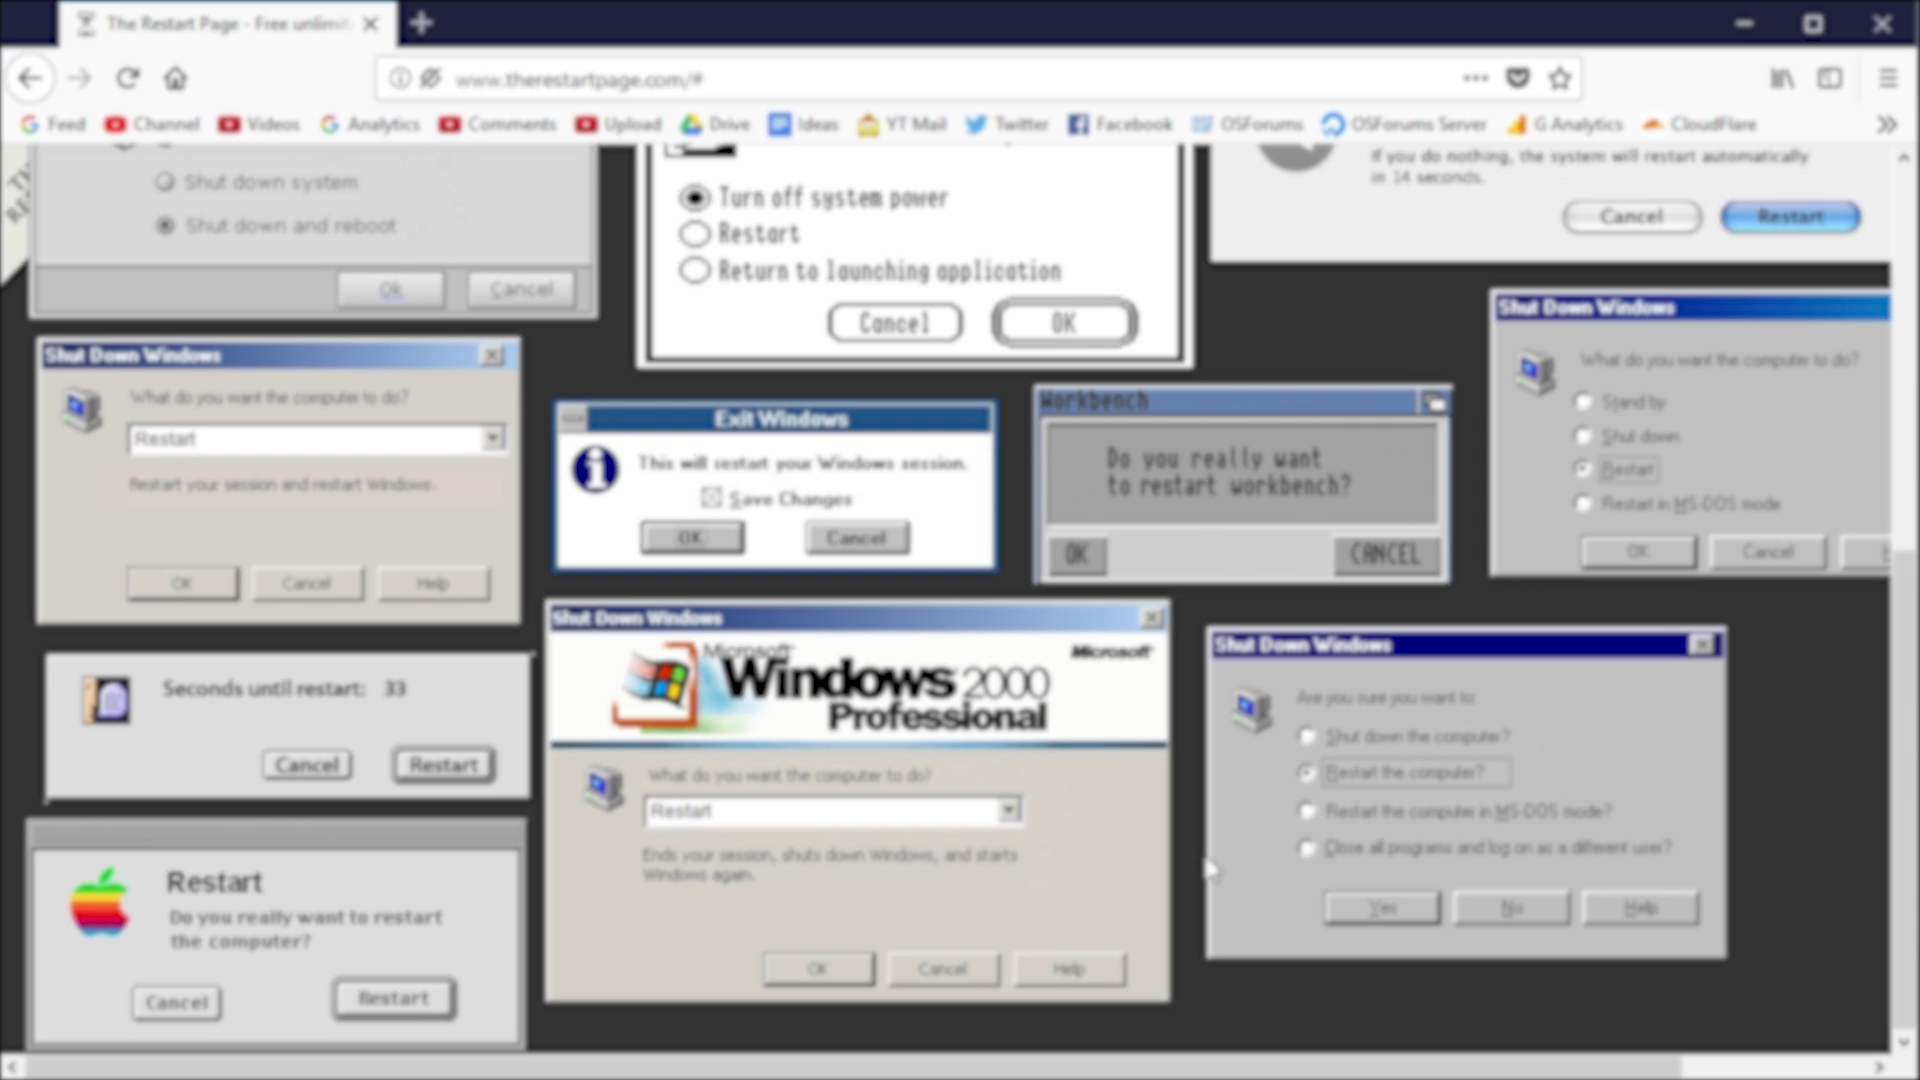 The Restart Page - Free unlimit
www.therestartpage.com/#
Feed Channel Videos Analytics Comments Upload Drive Ideas YT Mail Twitter Facebook OSForums OSForums Server G Analytics CloudFlare
Shut down system
Shut down and reboot
Ok Cancel
Turn off system power
Restart
Return to launching application
Cancel OK
If you do nothing, the system will restart automatically
in 14 seconds.
Cancel Restart
Shut Down Windows
What do you want the computer to do?
Restart
Restart your session and restart Windows.
OK Cancel Help
Exit Windows
This will restart your Windows session.
Save Changes
OK Cancel
Workbench
Do you really want
to restart workbench?
OK CANCEL
Shut Down Windows
What do you want the computer to do?
Stand by
Shut down
Restart
Restart in MS-DOS mode
OK Cancel
Seconds until restart: 33
Cancel Restart
Shut Down Windows
Microsoft
Windows 2000
Professional
Microsoft
What do you want the computer to do?
Restart
Ends your session, shuts down Windows, and starts
Windows again.
OK Cancel Help
Shut Down Windows
Are you sure you want to:
Shut down the computer?
Restart the computer?
Restart the computer in MS-DOS mode?
Close all programs and log on as a different user?
Yes No Help
Restart
Do you really want to restart
the computer?
Cancel Restart